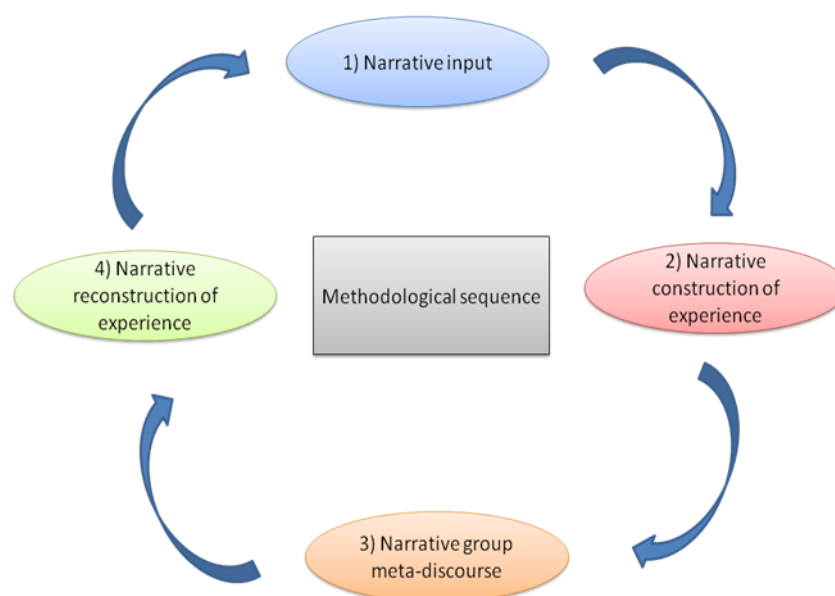 1) Narrative input
2) Narrative
construction of
experience
3) Narrative group
meta-discourse
4) Narrative
reconstruction of
experience
Methodological sequence